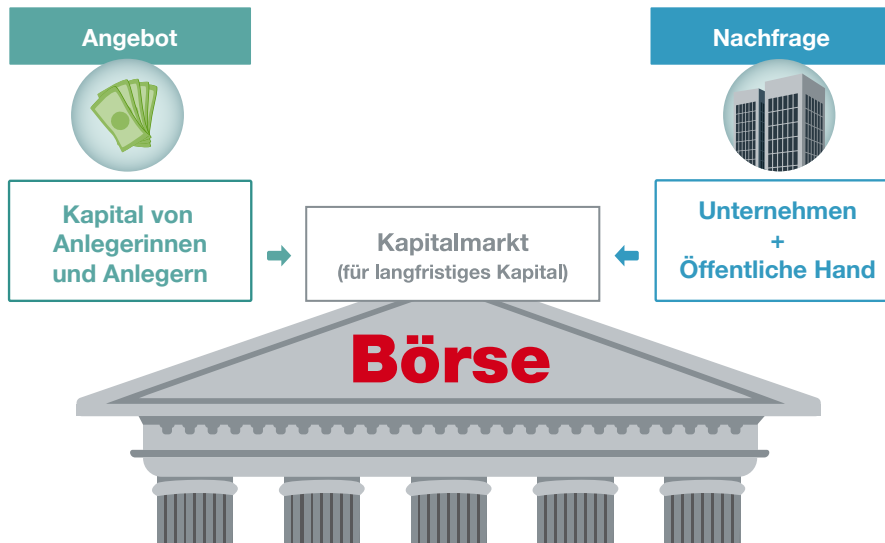 Angebot
Nachfrage
Kapital von
Anlegerinnen
und Anlegern
Kapitalmarkt
(für langfristiges Kapital)
Unternehmen
+
Öffentliche Hand
Börse